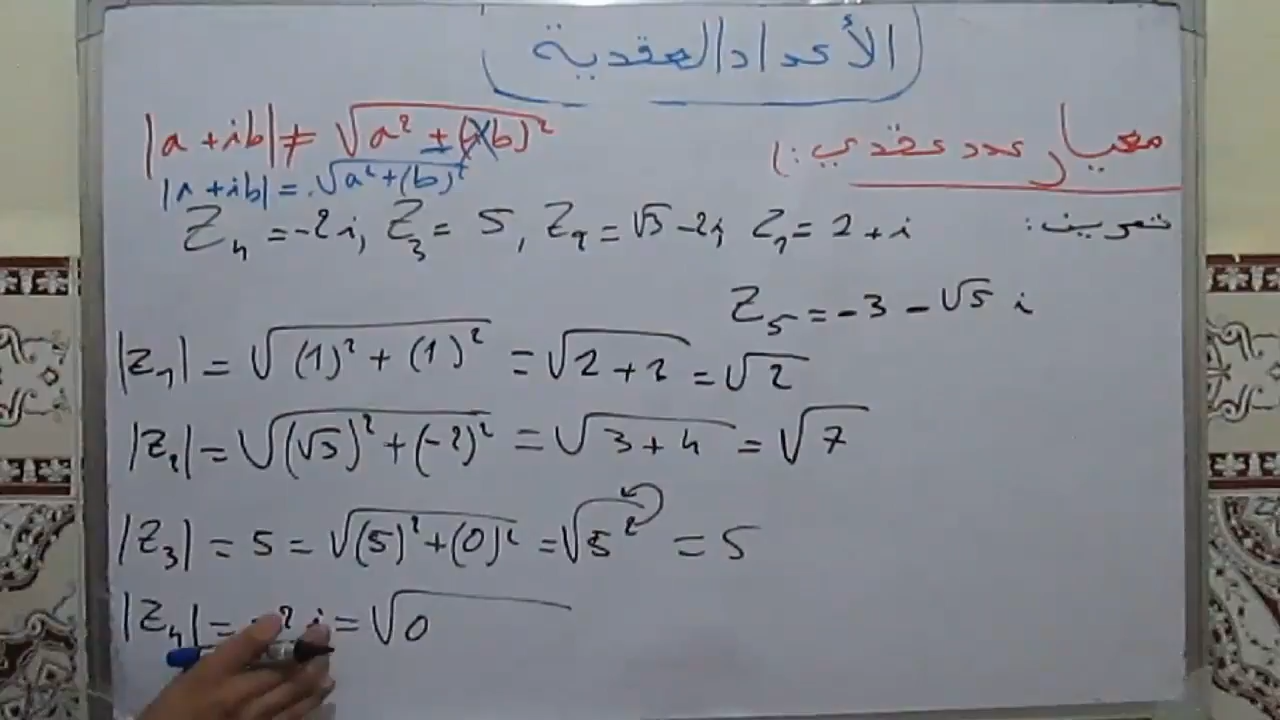 الأعداد العقدية
معيار عدد عقدي :
|a + ib| ≠ √(a² ± (ib)²)
|a + ib| = √(a² + (b)²)
تمرين: Z₁ = 2 + i, Z₂ = √3 - 2i, Z₃ = 5, Z₄ = -2i,
Z₅ = -3 - √5 i
|Z₁| = √((1)² + (1)²) = √(2 + 2) = √2
|Z₂| = √((√3)² + (-2)²) = √(3 + 4) = √7
|Z₃| = 5 = √((5)² + (0)²) = √5² = 5
|Z₄| = 2i = √0